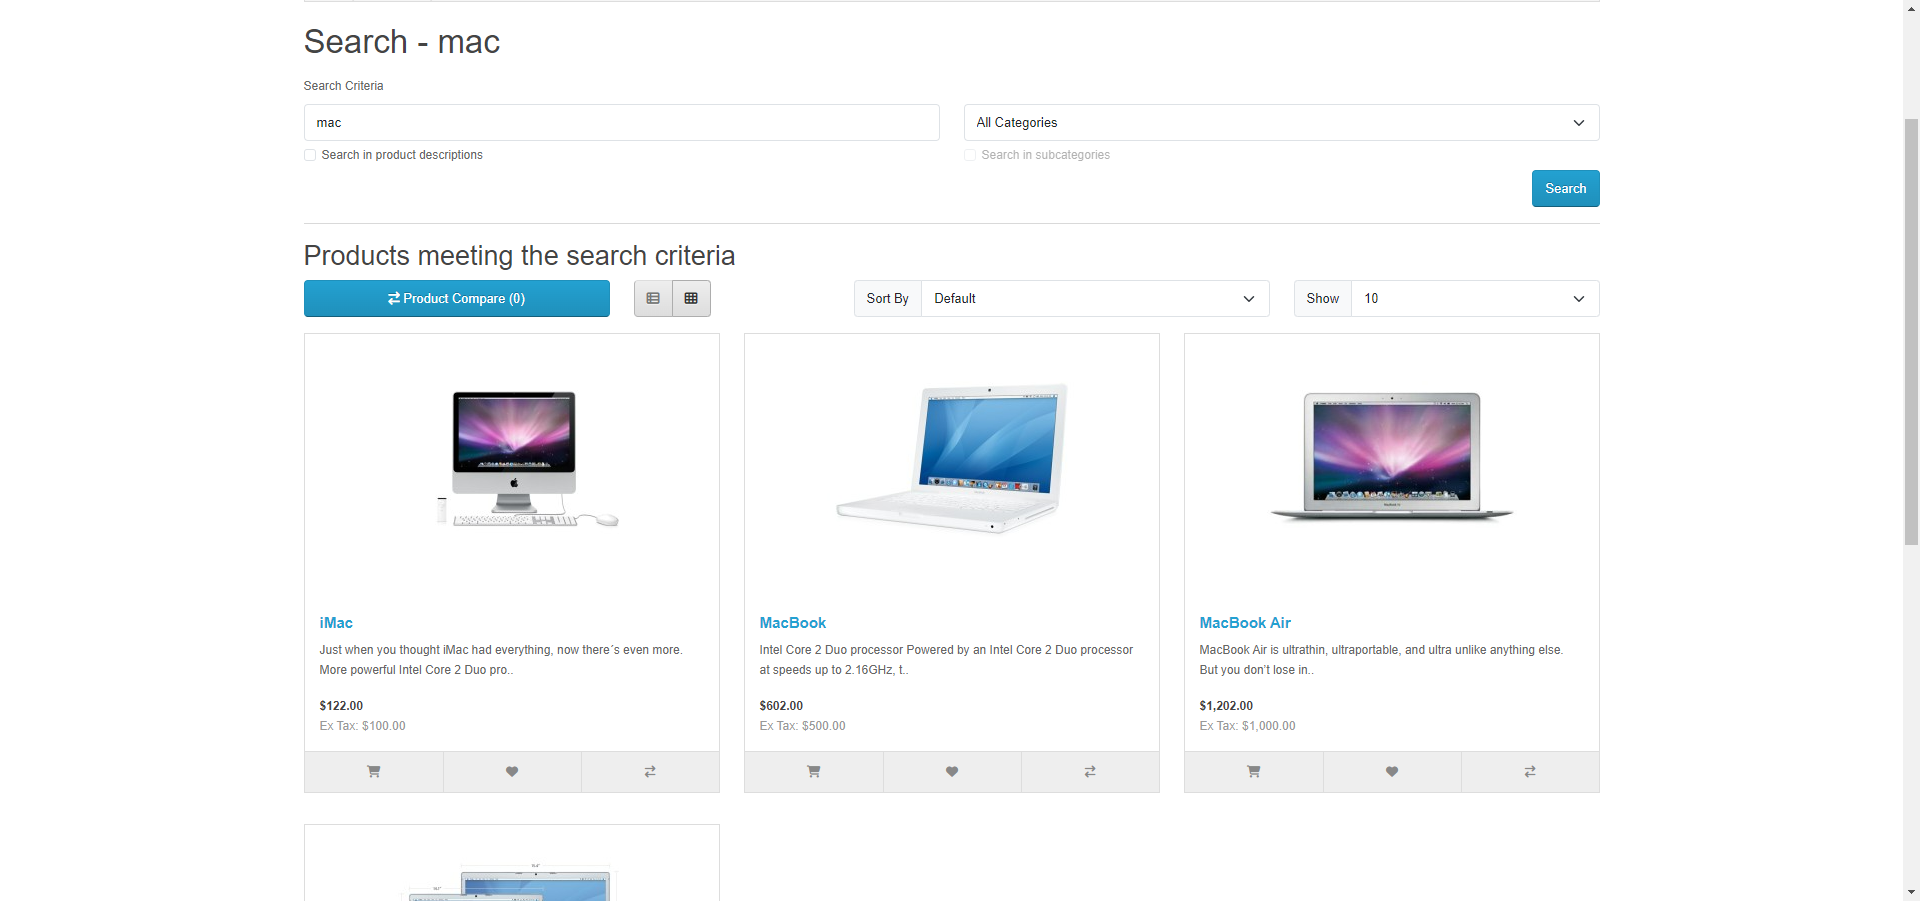 Search - mac
Search Criteria
mac
All Categories
Search in product descriptions
Search in subcategories
Search
Products meeting the search criteria
Product Compare (0)
Sort By
Default
Show
10
iMac
Just when you thought iMac had everything, now there´s even more.
More powerful Intel Core 2 Duo pro..
$122.00
Ex Tax: $100.00
MacBook
Intel Core 2 Duo processor Powered by an Intel Core 2 Duo processor
at speeds up to 2.16GHz, t..
$602.00
Ex Tax: $500.00
MacBook Air
MacBook Air is ultrathin, ultraportable, and ultra unlike anything else.
But you don’t lose in..
$1,202.00
Ex Tax: $1,000.00